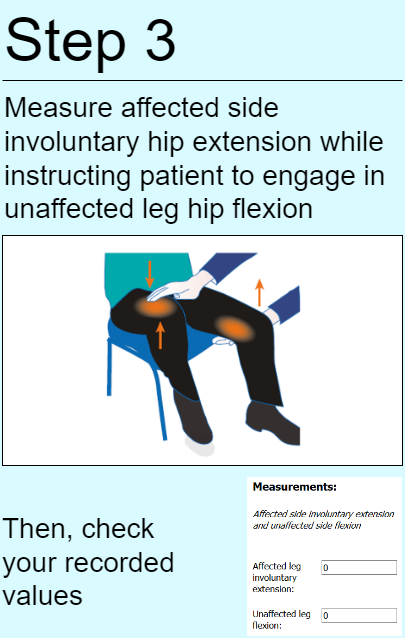 Step 3
Measure affected side
involuntary hip extension while
instructing patient to engage in
unaffected leg hip flexion
Then, check
your recorded
values
Measurements:
Affected side involuntary extension
and unaffected side flexion
Affected leg
involuntary
extension:
0
Unaffected leg
flexion:
0